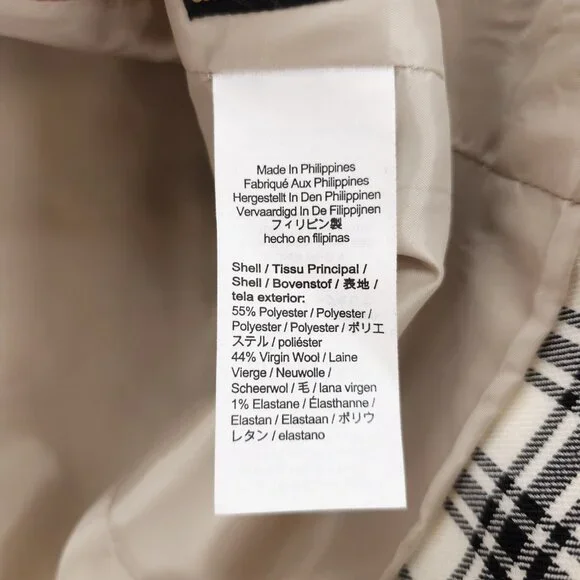 Made In Philippines
Fabriqué Aux Philippines
Hergestellt In Den Philippinen
Vervaardigd In De Filippijnen
フィリピン製
hecho en filipinas
Shell / Tissu Principal /
Shell / Bovenstof / 表地 /
tela exterior:
55% Polyester / Polyester /
Polyester / Polyester / ポリエ
ステル / poliéster
44% Virgin Wool / Laine
Vierge / Neuwolle /
Scheerwol / 毛 / lana virgen
1% Elastane / Élasthanne /
Elastan / Elastaan / ポリウ
レタン / elastano